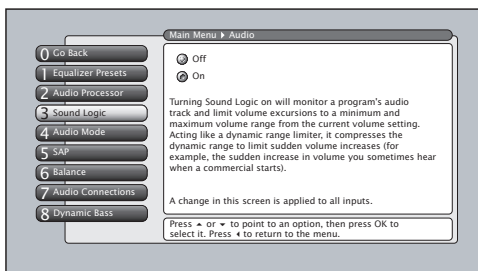 Main Menu ▸ Audio
0 Go Back
1 Equalizer Presets
2 Audio Processor
3 Sound Logic
4 Audio Mode
5 SAP
6 Balance
7 Audio Connections
8 Dynamic Bass
Off
On
Turning Sound Logic on will monitor a program's audio
track and limit volume excursions to a minimum and
maximum volume range from the current volume setting.
Acting like a dynamic range limiter, it compresses the
dynamic range to limit sudden volume increases (for
example, the sudden increase in volume you sometimes hear
when a commercial starts).
A change in this screen is applied to all inputs.
Press ▲ or ▼ to point to an option, then press OK to
select it. Press ◂ to return to the menu.